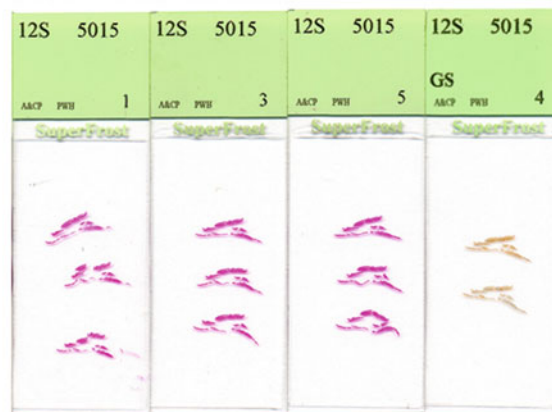 12S 5015
A&CP PWH 1
SuperFrost
12S 5015
A&CP PWH 3
SuperFrost
12S 5015
A&CP PWH 5
SuperFrost
12S 5015
GS
A&CP PWH 4
SuperFrost